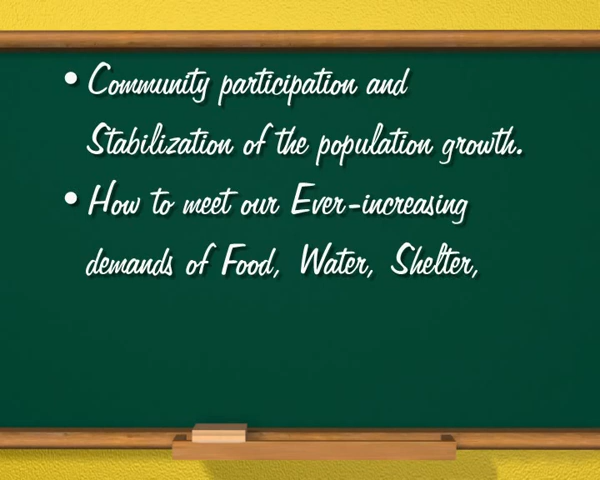 • Community participation and
Stabilization of the population growth.
• How to meet our Ever-increasing
demands of Food, Water, Shelter,